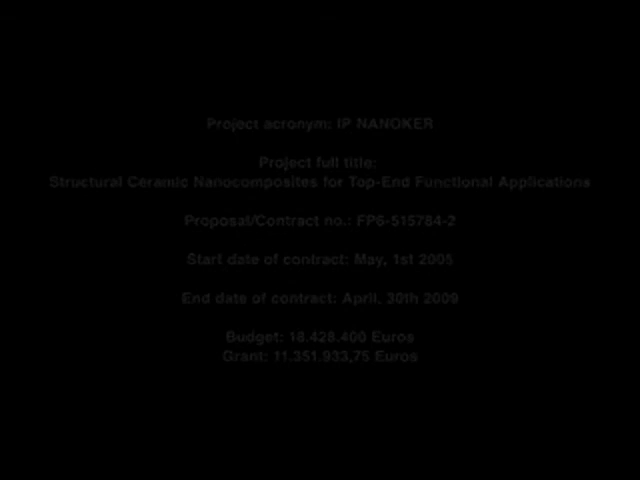 Project acronym: IP NANOKER
Project full title:
Structural Ceramic Nanocomposites for Top-End Functional Applications
Proposal/Contract no.: FP6-515784-2
Start date of contract: May, 1st 2005
End date of contract: April, 30th 2009
Budget: 18.428.400 Euros
Grant: 11.351.933,75 Euros